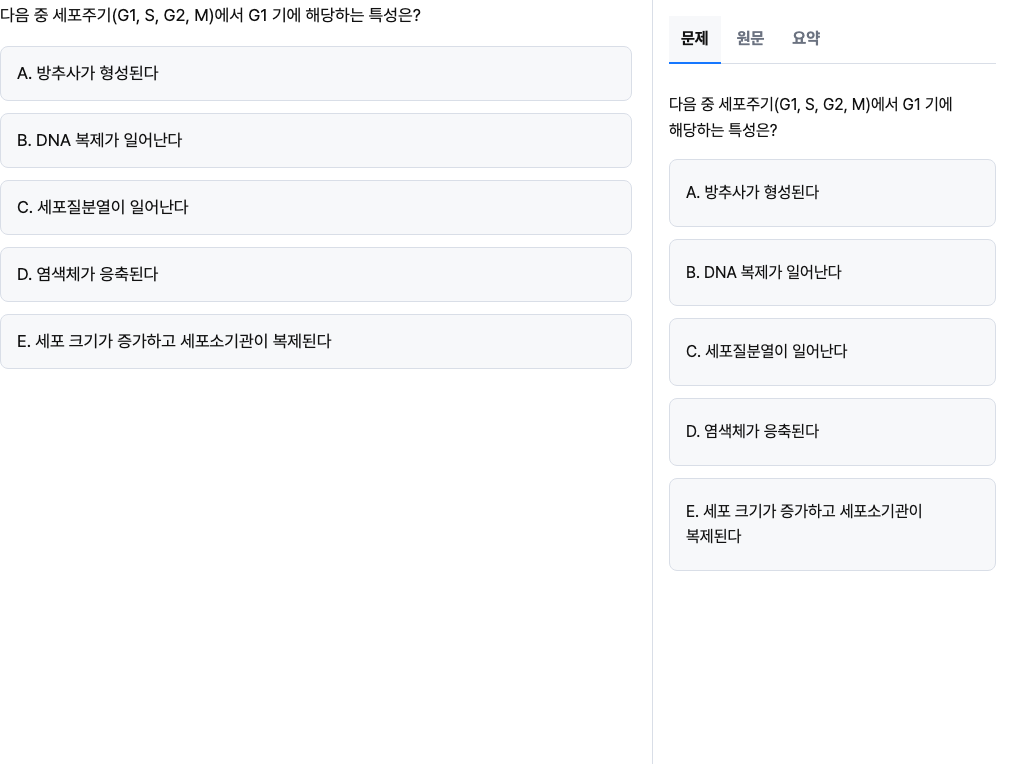 다음 중 세포주기(G1, S, G2, M)에서 G1 기에 해당하는 특성은?
A. 방추사가 형성된다
B. DNA 복제가 일어난다
C. 세포질분열이 일어난다
D. 염색체가 응축된다
E. 세포 크기가 증가하고 세포소기관이 복제된다
문제 원문 요약
다음 중 세포주기(G1, S, G2, M)에서 G1 기에
해당하는 특성은?
A. 방추사가 형성된다
B. DNA 복제가 일어난다
C. 세포질분열이 일어난다
D. 염색체가 응축된다
E. 세포 크기가 증가하고 세포소기관이
복제된다